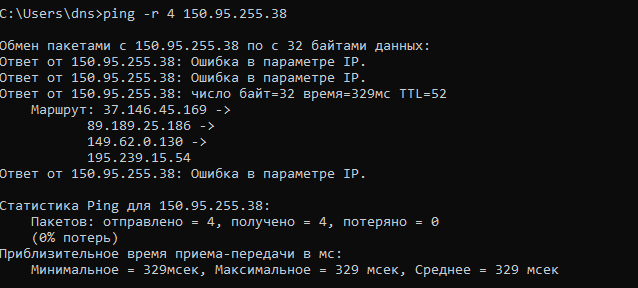 C:\Users\dns>ping -r 4 150.95.255.38
Обмен пакетами с 150.95.255.38 по с 32 байтами данных:
Ответ от 150.95.255.38: Ошибка в параметре IP.
Ответ от 150.95.255.38: Ошибка в параметре IP.
Ответ от 150.95.255.38: число байт=32 время=329мс TTL=52
Маршрут: 37.146.45.169 ->
89.189.25.186 ->
149.62.0.130 ->
195.239.15.54
Ответ от 150.95.255.38: Ошибка в параметре IP.
Статистика Ping для 150.95.255.38:
Пакетов: отправлено = 4, получено = 4, потеряно = 0
(0% потерь)
Приблизительное время приема-передачи в мс:
Минимальное = 329мсек, Максимальное = 329 мсек, Среднее = 329 мсек